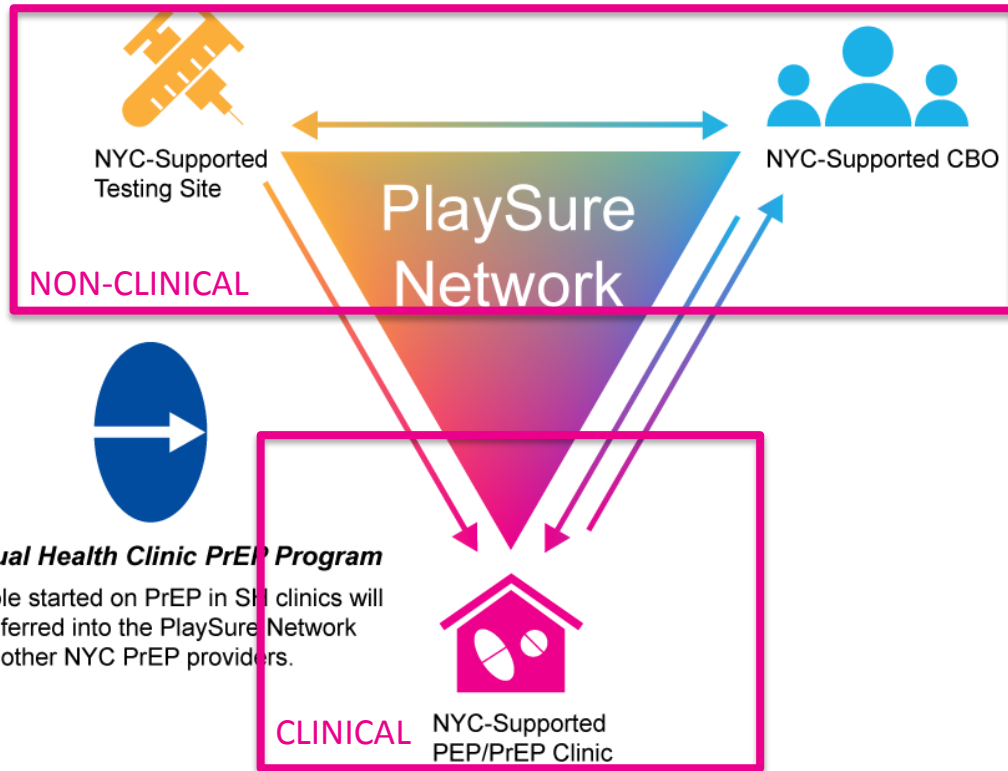 NYC-Supported
Testing Site
NYC-Supported CBO
PlaySure
Network
NON-CLINICAL
ual Health Clinic PrEP Program
ple started on PrEP in SH clinics will
ferred into the PlaySure Network
other NYC PrEP providers.
CLINICAL
NYC-Supported
PEP/PrEP Clinic